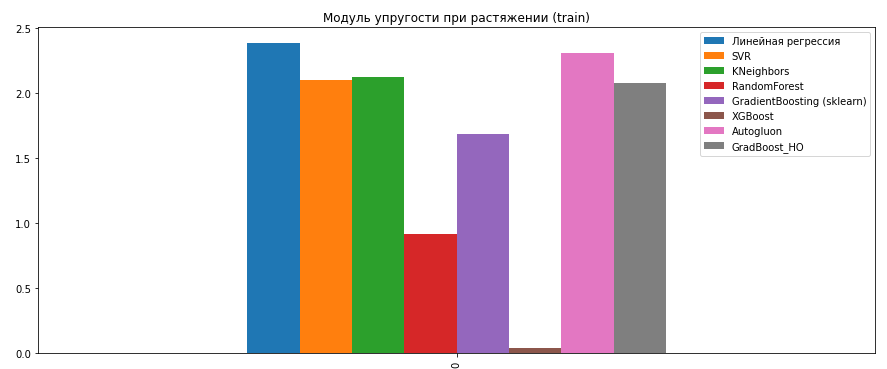 Модуль упругости при растяжении (train)
2.5
2.0
1.5
1.0
0.5
0.0
0
Линейная регрессия
SVR
KNeighbors
RandomForest
GradientBoosting (sklearn)
XGBoost
Autogluon
GradBoost_HO